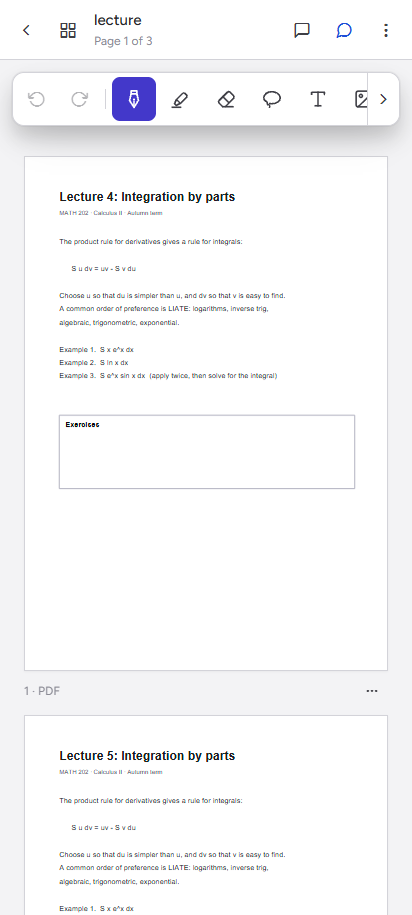 lecture
Page 1 of 3
Lecture 4: Integration by parts
MATH 202 · Calculus II · Autumn term
The product rule for derivatives gives a rule for integrals:
S u dv = uv - S v du
Choose u so that du is simpler than u, and dv so that v is easy to find.
A common order of preference is LIATE: logarithms, inverse trig,
algebraic, trigonometric, exponential.
Example 1. S x e^x dx
Example 2. S ln x dx
Example 3. S e^x sin x dx (apply twice, then solve for the integral)
Exercises
1 · PDF
Lecture 5: Integration by parts
MATH 202 · Calculus II · Autumn term
The product rule for derivatives gives a rule for integrals:
S u dv = uv - S v du
Choose u so that du is simpler than u, and dv so that v is easy to find.
A common order of preference is LIATE: logarithms, inverse trig,
algebraic, trigonometric, exponential.
Example 1. S x e^x dx